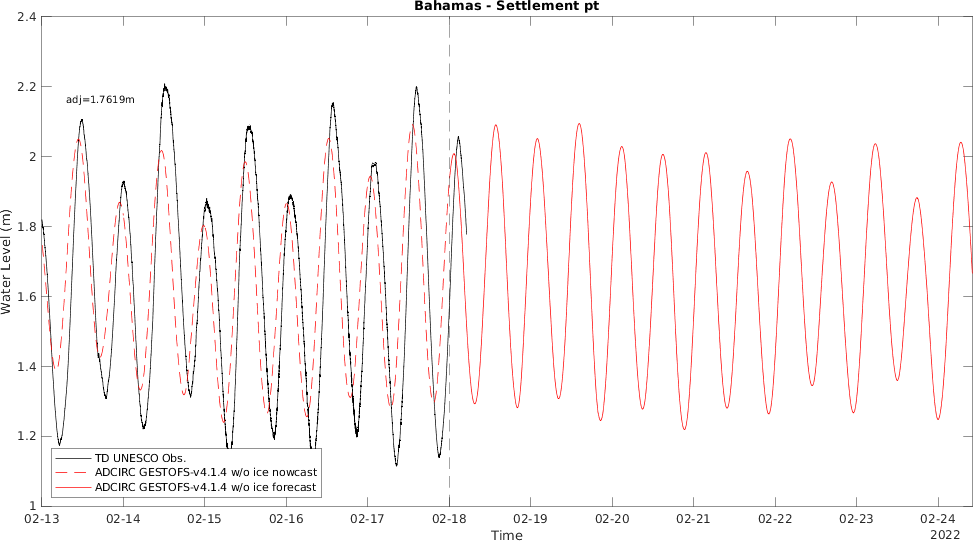 Bahamas - Settlement pt
2.4
2.2
2
1.8
1.6
1.4
1.2
1
Water Level (m)
adj=1.7619m
TD UNESCO Obs.
ADCIRC GESTOFS-v4.1.4 w/o ice nowcast
ADCIRC GESTOFS-v4.1.4 w/o ice forecast
02-13 02-14 02-15 02-16 02-17 02-18 02-19 02-20 02-21 02-22 02-23 02-24
2022
Time